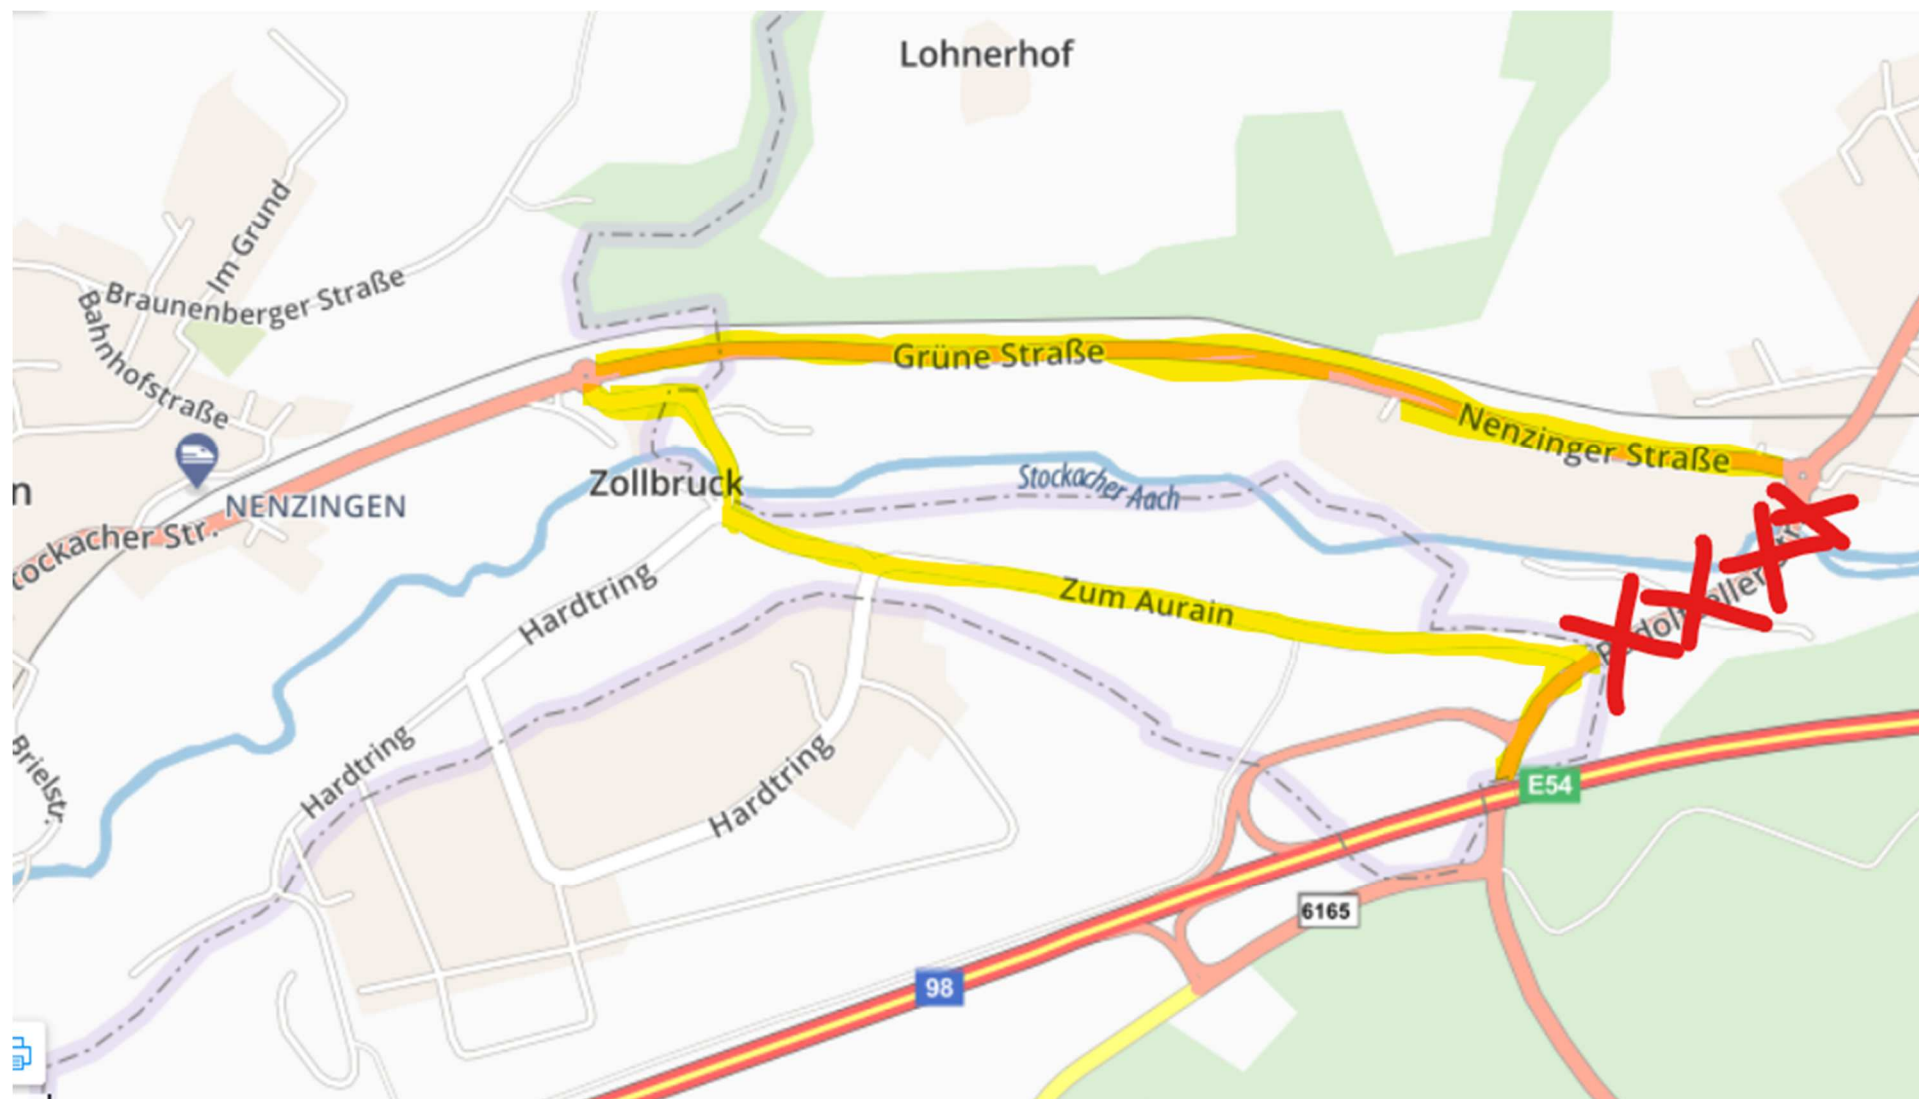 Lohnerhof
Im Grund
Braunenberger Straße
Bahnhofstraße
Grüne Straße
Nenzinger Straße
n
Zollbruck
Stockacher Aach
NENZINGEN
tockacher Str.
Hardtring
Zum Aurain
Hardtring
Hardtring
Brielstr.
E54
6165
98